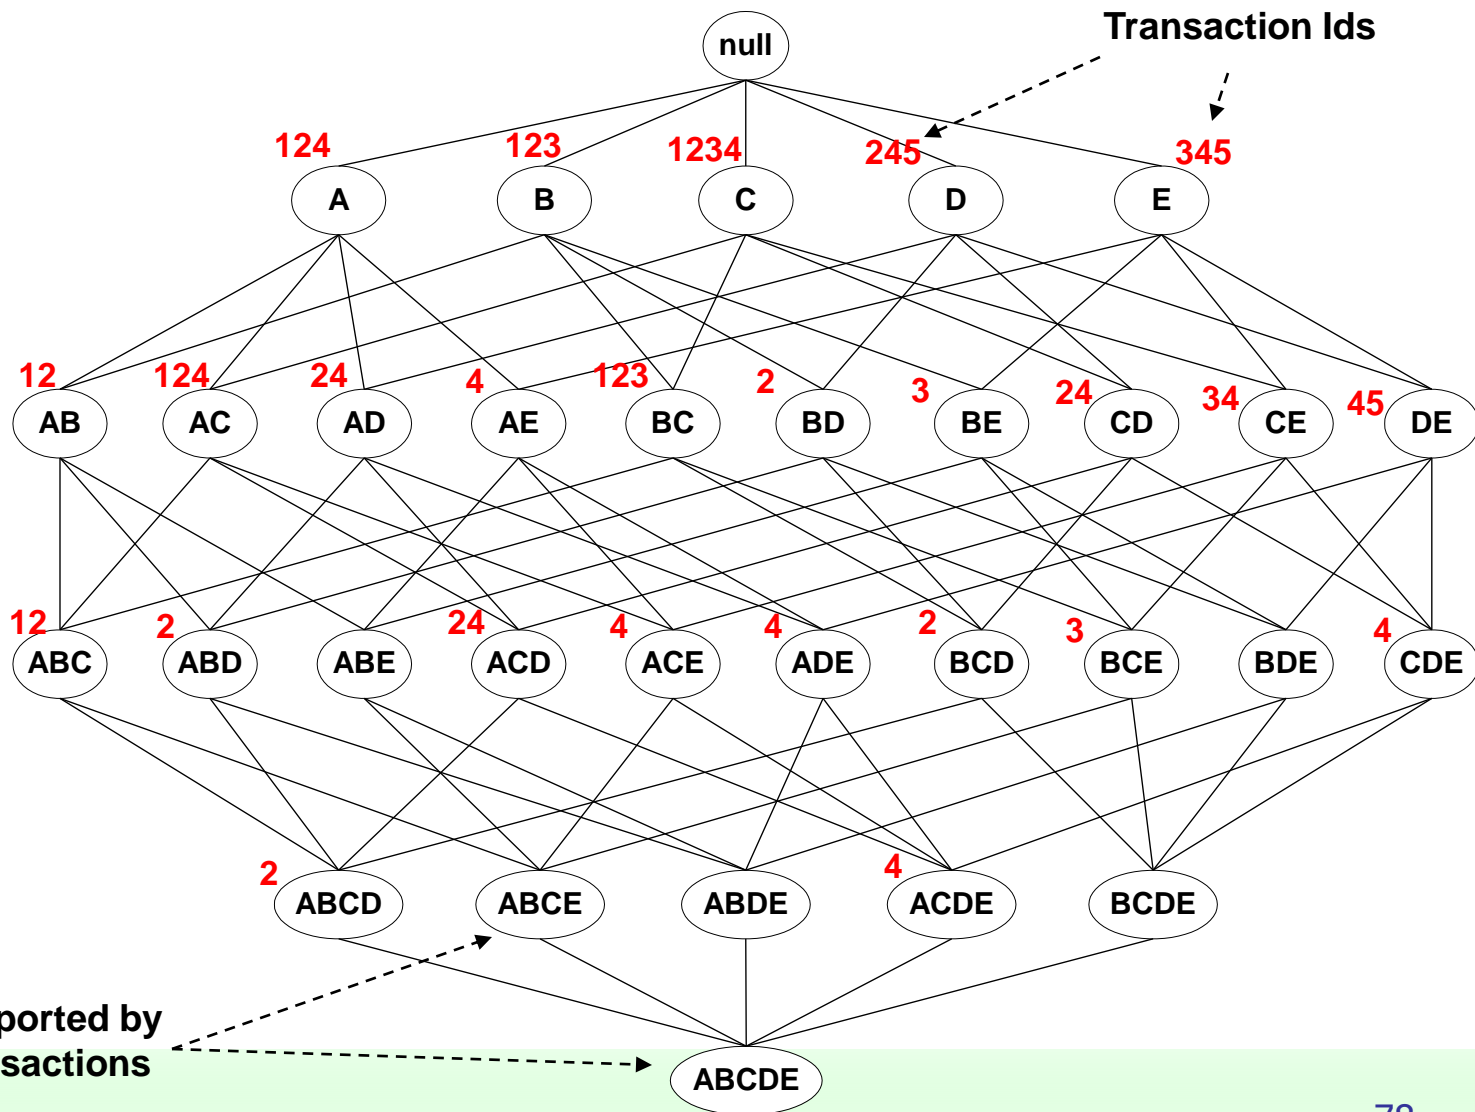 Transaction Ids
null
124 123 1234 245 345
A B C D E
12 124 24 4 123 2 3 24 34 45
AB AC AD AE BC BD BE CD CE DE
12 2 24 4 4 2 3 4
ABC ABD ABE ACD ACE ADE BCD BCE BDE CDE
2 4
ABCD ABCE ABDE ACDE BCDE
ported by
sactions
ABCDE